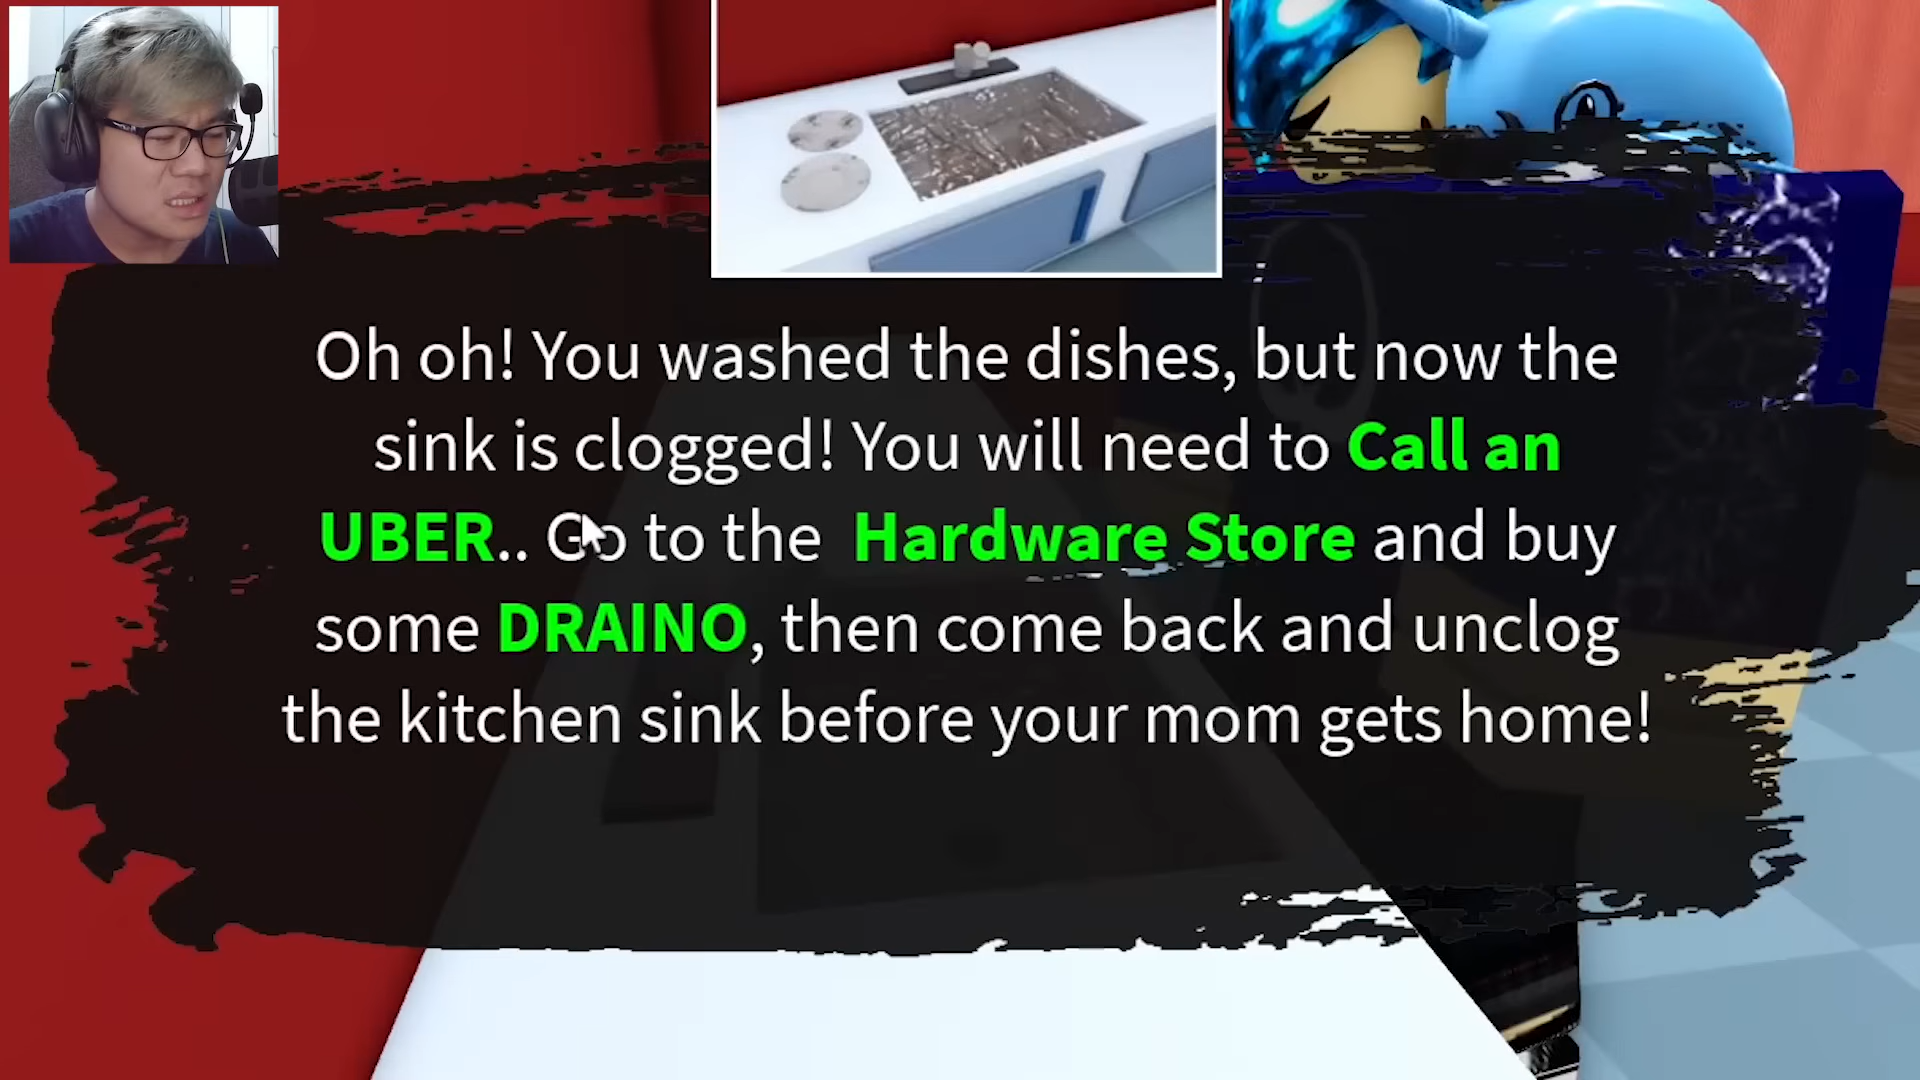 Oh oh! You washed the dishes, but now the
sink is clogged! You will need to Call an
UBER.. Go to the Hardware Store and buy
some DRAINO, then come back and unclog
the kitchen sink before your mom gets home!